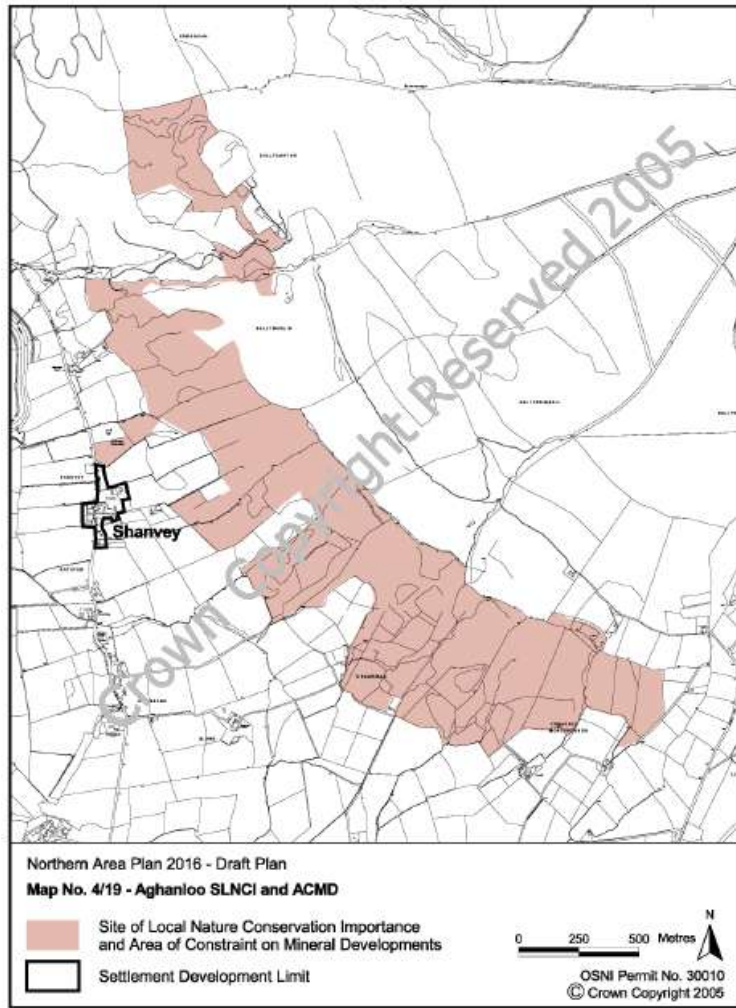 Crown Copyright Reserved 2005
Shanvey
Northern Area Plan 2016 - Draft Plan
Map No. 4/19 - Aghanloo SLNCI and ACMD
Site of Local Nature Conservation Importance
and Area of Constraint on Mineral Developments
Settlement Development Limit
0 250 500 Metres
N
OSNI Permit No. 30010
© Crown Copyright 2005